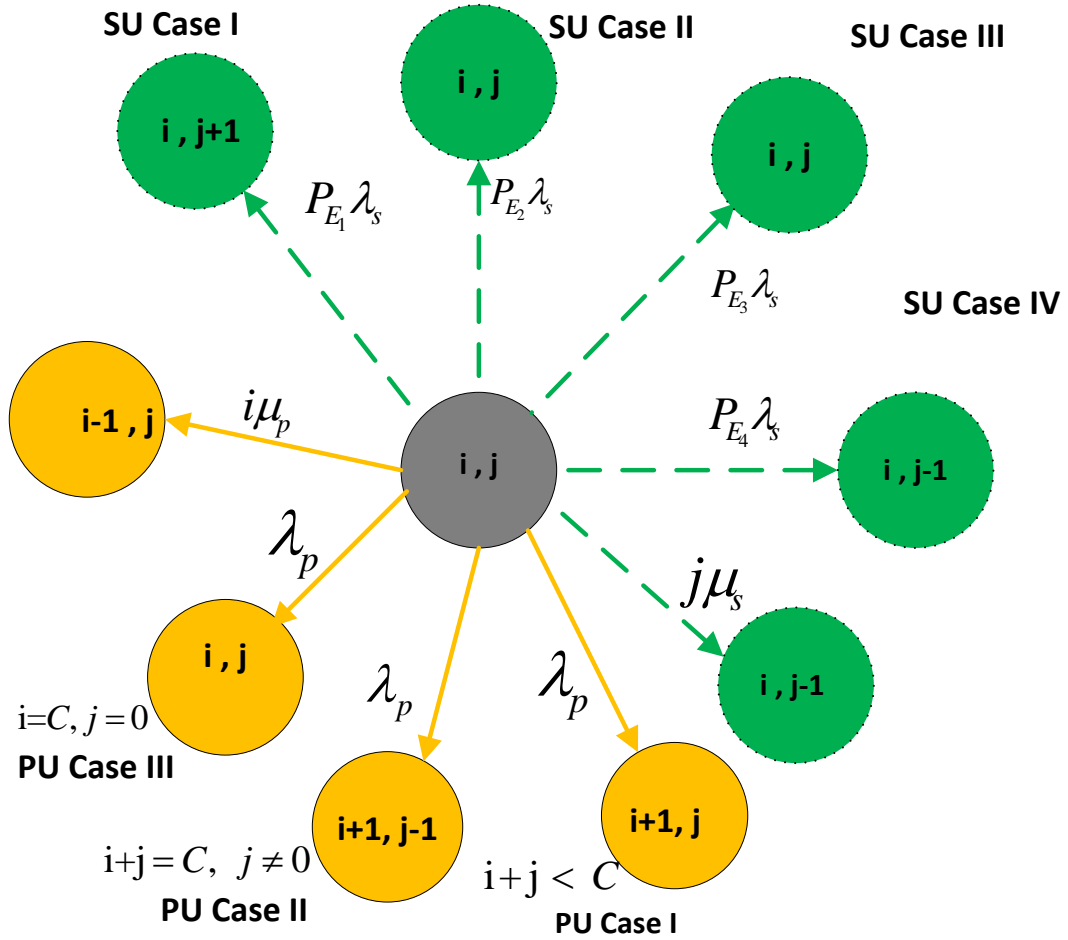 SU Case I
SU Case II
SU Case III
i , j+1
i , j
i , j
P_{E_1} λ_s
P_{E_2} λ_s
P_{E_3} λ_s
SU Case IV
i-1 , j
iμ_p
i , j
P_{E_4} λ_s
i , j-1
λ_p
jμ_s
i , j
λ_p
λ_p
i , j-1
i=C, j = 0
PU Case III
i+1, j-1
i+1, j
i+j = C, j ≠ 0
i + j < C
PU Case II
PU Case I